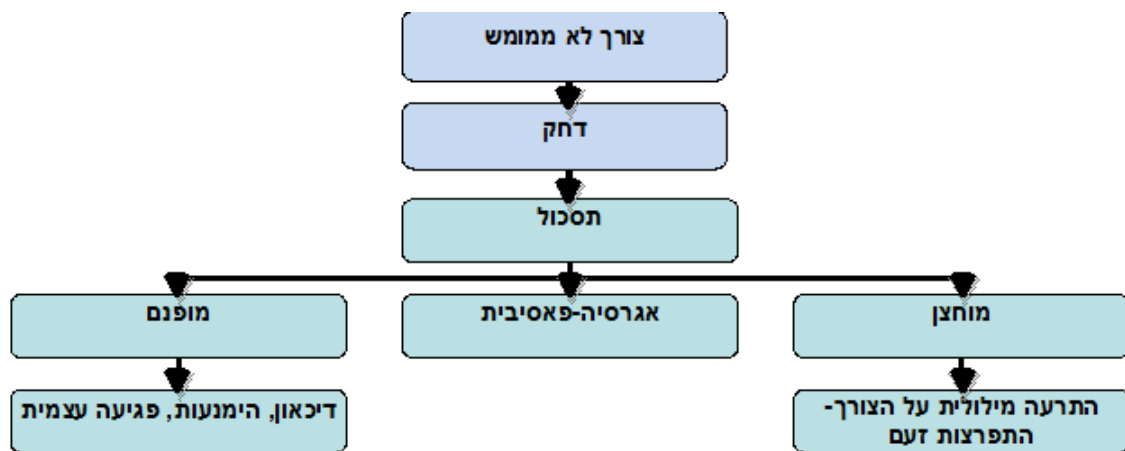 צורך לא ממומש
דחק
תסכול
מוחצן
אגרסיה-פאסיבית
מופנם
התרעה מילולית על הצורך-
התפרצות זעם
דיכאון, הימנעות, פגיעה עצמית